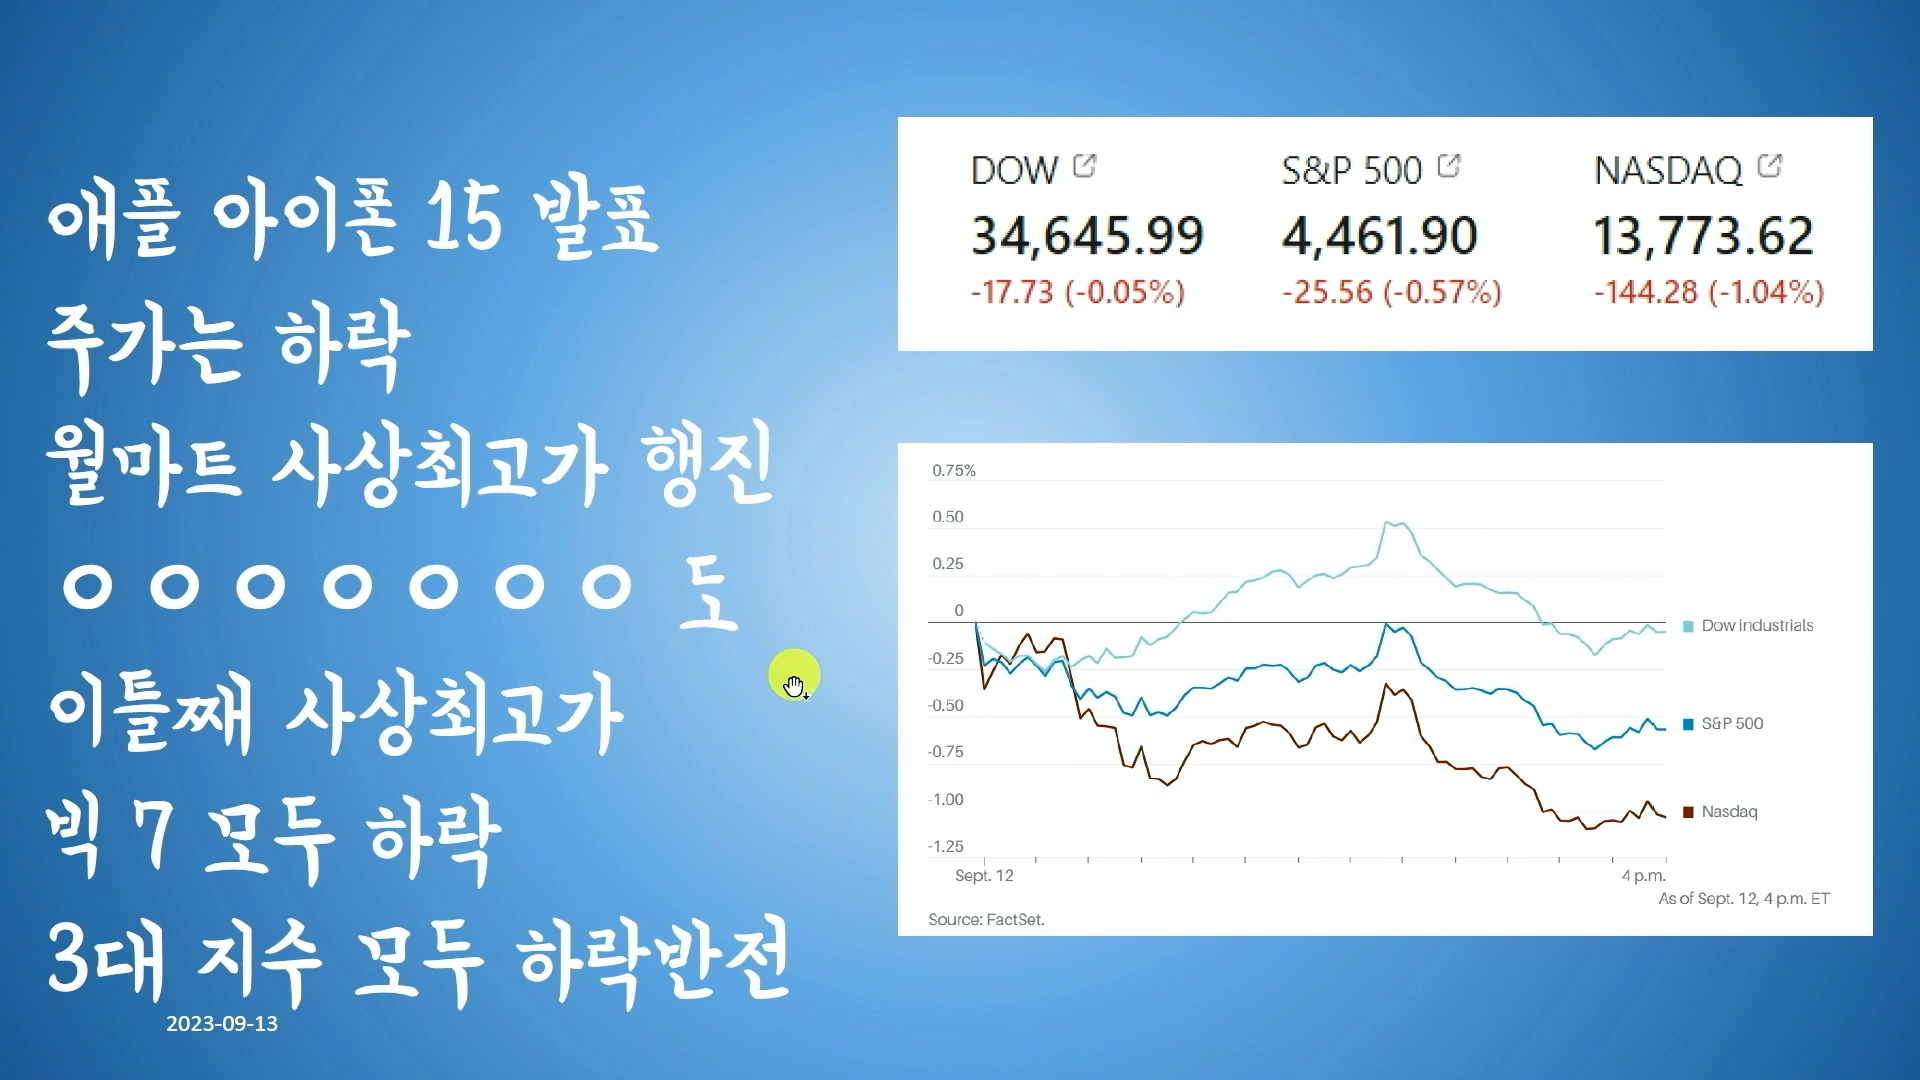 애플 아이폰 15 발표
주가는 하락
월마트 사상최고가 행진
ㅇㅇㅇㅇㅇㅇㅇ도
이틀째 사상최고가
빅 7 모두 하락
3대 지수 모두 하락반전
2023-09-13
DOW S&P 500 NASDAQ
34,645.99 4,461.90 13,773.62
-17.73 (-0.05%) -25.56 (-0.57%) -144.28 (-1.04%)
0.75%
0.50
0.25
0
-0.25
-0.50
-0.75
-1.00
-1.25
Dow industrials
S&P 500
Nasdaq
Sept. 12 4 p.m.
As of Sept. 12, 4 p.m. ET
Source: FactSet.